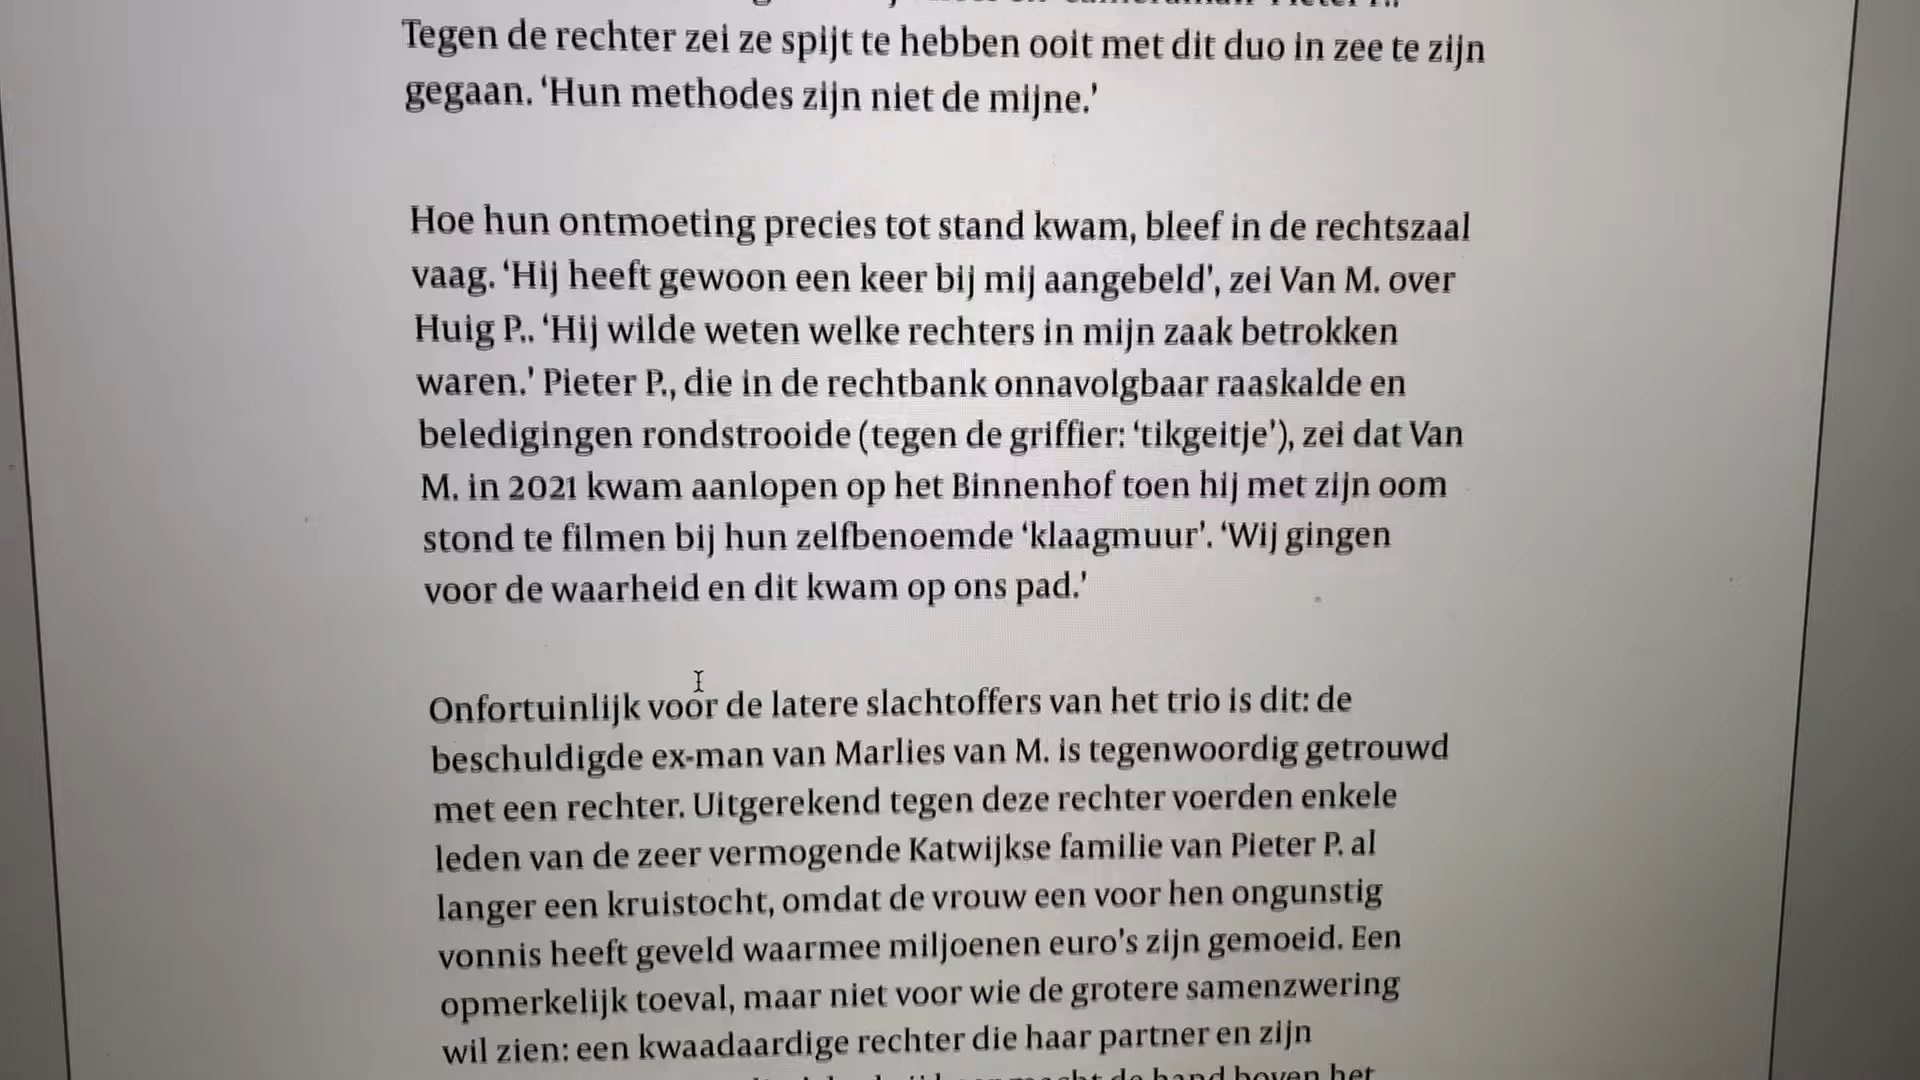 Tegen de rechter zei ze spijt te hebben ooit met dit duo in zee te zijn
gegaan. ‘Hun methodes zijn niet de mijne.’
Hoe hun ontmoeting precies tot stand kwam, bleef in de rechtszaal
vaag. ‘Hij heeft gewoon een keer bij mij aangebeld’, zei Van M. over
Huig P.. ‘Hij wilde weten welke rechters in mijn zaak betrokken
waren.’ Pieter P., die in de rechtbank onnavolgbaar raaskalde en
beledigingen rondstrooide (tegen de griffier: ‘tikgeitje’), zei dat Van
M. in 2021 kwam aanlopen op het Binnenhof toen hij met zijn oom
stond te filmen bij hun zelfbenoemde ‘klaagmuur’. ‘Wij gingen
voor de waarheid en dit kwam op ons pad.’
Onfortuinlijk voor de latere slachtoffers van het trio is dit: de
beschuldigde ex-man van Marlies van M. is tegenwoordig getrouwd
met een rechter. Uitgerekend tegen deze rechter voerden enkele
leden van de zeer vermogende Katwijkse familie van Pieter P. al
langer een kruistocht, omdat de vrouw een voor hen ongunstig
vonnis heeft geveld waarmee miljoenen euro's zijn gemoeid. Een
opmerkelijk toeval, maar niet voor wie de grotere samenzwering
wil zien: een kwaadaardige rechter die haar partner en zijn
de hand boven het